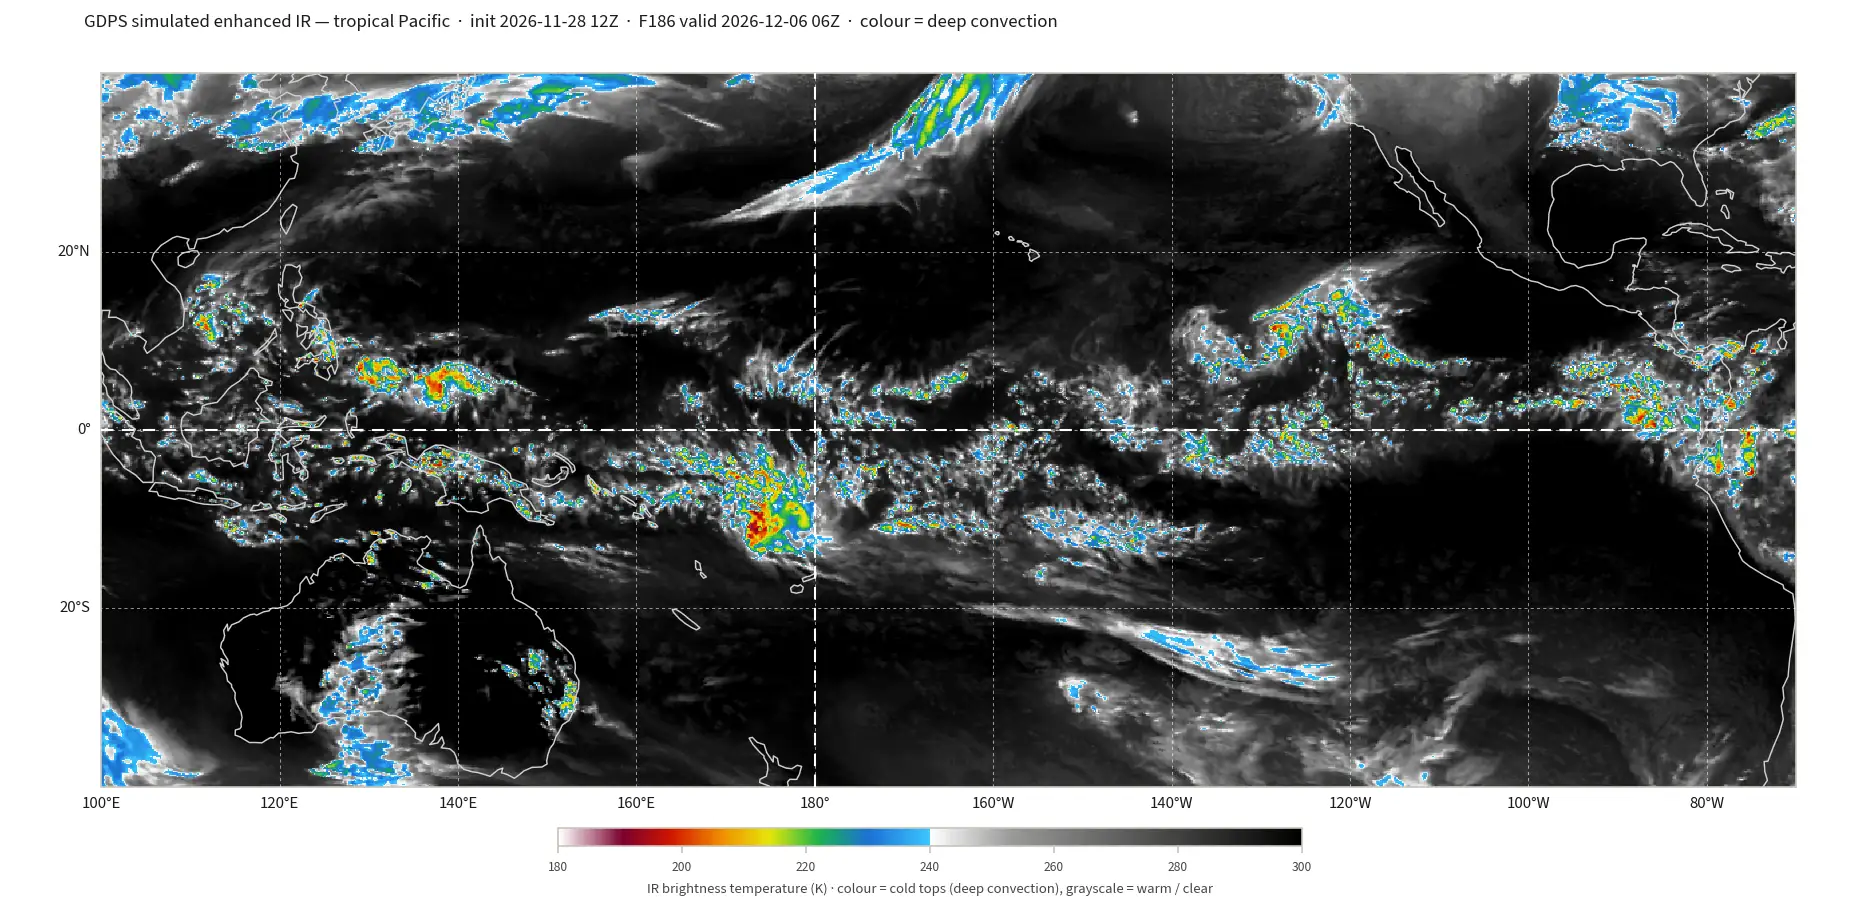 GDPS simulated enhanced IR — tropical Pacific · init 2026-11-28 12Z · F186 valid 2026-12-06 06Z · colour = deep convection
20°N
0°
20°S
100°E 120°E 140°E 160°E 180° 160°W 140°W 120°W 100°W 80°W
180 200 220 240 260 280 300
IR brightness temperature (K) · colour = cold tops (deep convection), grayscale = warm / clear